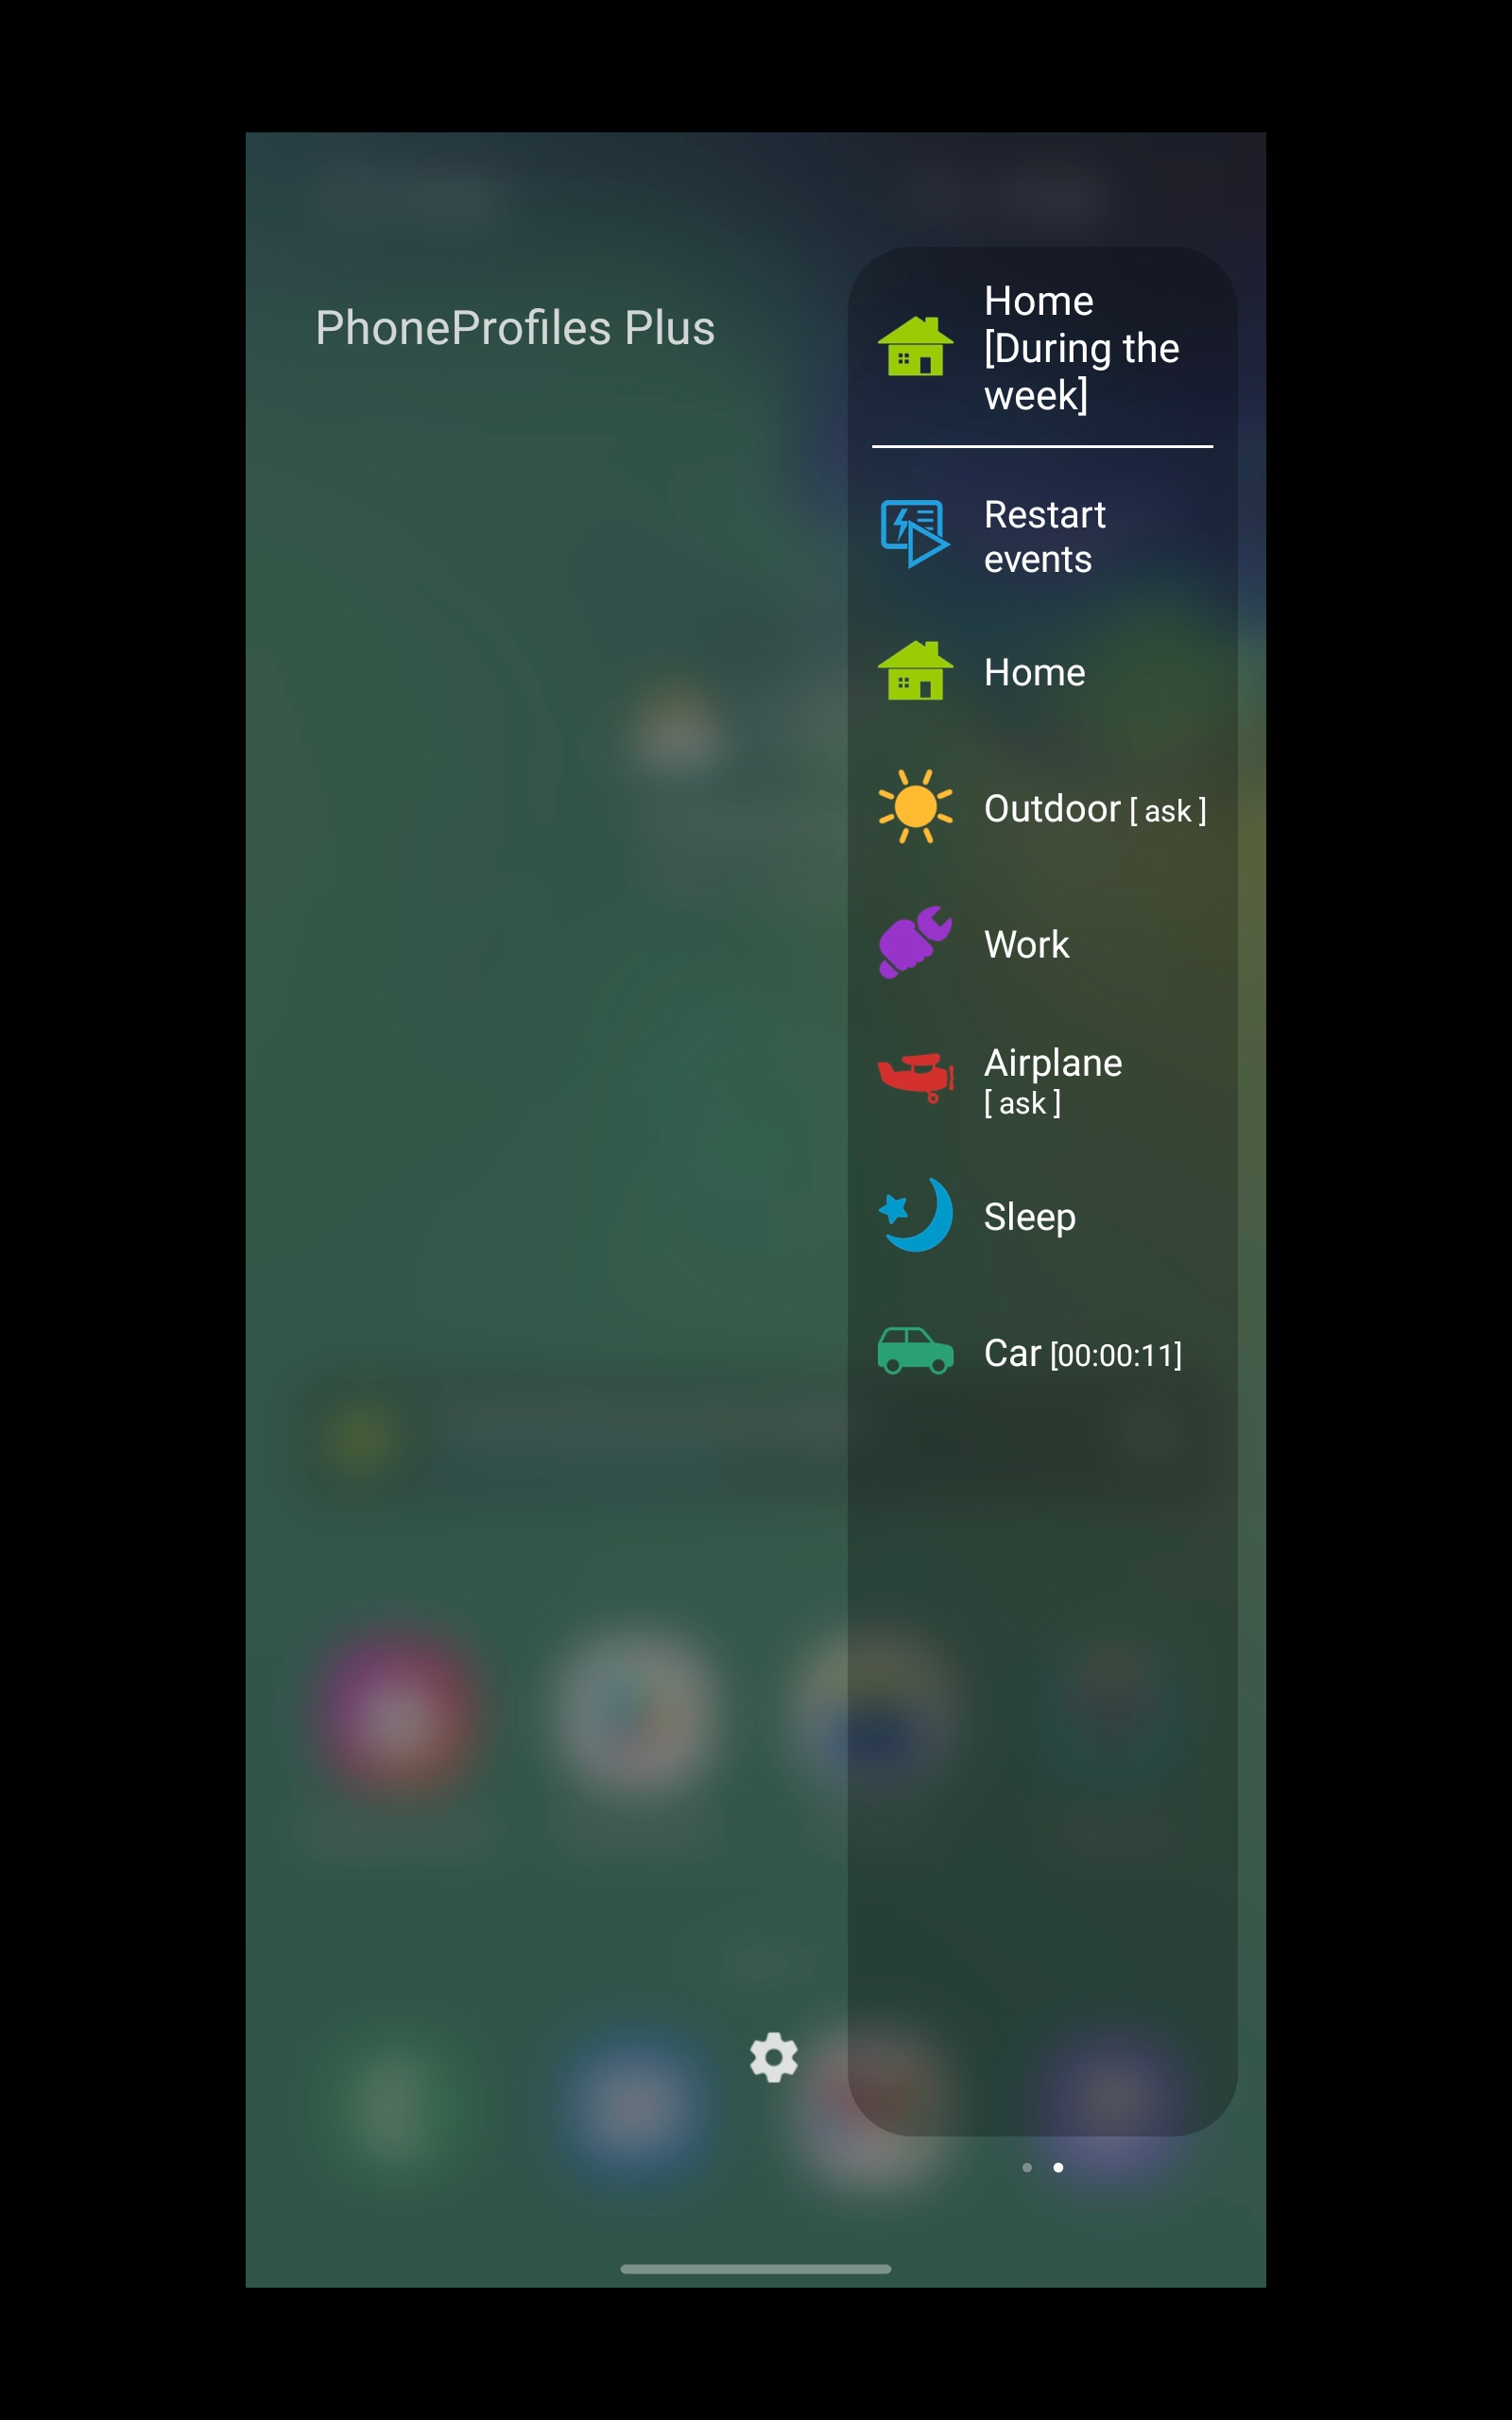 PhoneProfiles Plus
Home
[During the
week]
Restart
events
Home
Outdoor [ ask ]
Work
Airplane
[ ask ]
Sleep
Car [00:00:11]